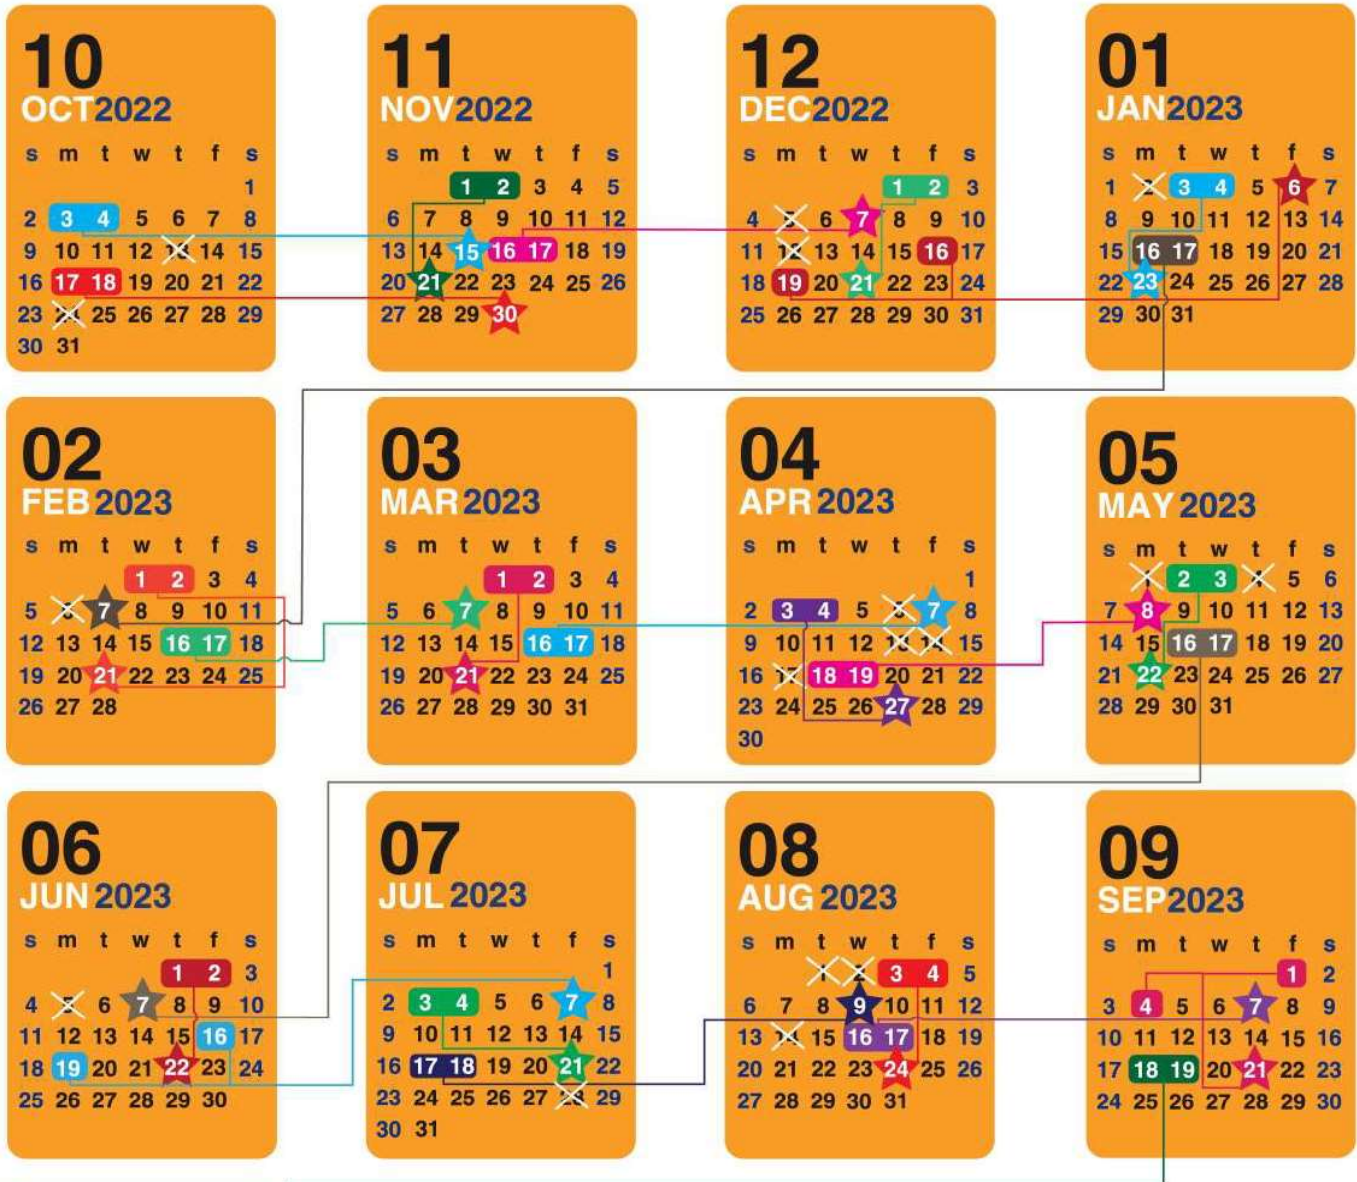 10
OCT2022
s m t w t f s
1
2 3 4 5 6 7 8
9 10 11 12 13 14 15
16 17 18 19 20 21 22
23 24 25 26 27 28 29
30 31
11
NOV2022
s m t w t f s
1 2 3 4 5
6 7 8 9 10 11 12
13 14 15 16 17 18 19
20 21 22 23 24 25 26
27 28 29 30
12
DEC2022
s m t w t f s
1 2 3
4 5 6 7 8 9 10
11 12 13 14 15 16 17
18 19 20 21 22 23 24
25 26 27 28 29 30 31
01
JAN2023
s m t w t f s
1 2 3 4 5 6 7
8 9 10 11 12 13 14
15 16 17 18 19 20 21
22 23 24 25 26 27 28
29 30 31
02
FEB 2023
s m t w t f s
1 2 3 4
5 6 7 8 9 10 11
12 13 14 15 16 17 18
19 20 21 22 23 24 25
26 27 28
03
MAR 2023
s m t w t f s
1 2 3 4
5 6 7 8 9 10 11
12 13 14 15 16 17 18
19 20 21 22 23 24 25
26 27 28 29 30 31
04
APR 2023
s m t w t f s
1
2 3 4 5 6 7 8
9 10 11 12 13 14 15
16 17 18 19 20 21 22
23 24 25 26 27 28 29
30
05
MAY 2023
s m t w t f s
1 2 3 4 5 6
7 8 9 10 11 12 13
14 15 16 17 18 19 20
21 22 23 24 25 26 27
28 29 30 31
06
JUN 2023
s m t w t f s
1 2 3
4 5 6 7 8 9 10
11 12 13 14 15 16 17
18 19 20 21 22 23 24
25 26 27 28 29 30
07
JUL 2023
s m t w t f s
1
2 3 4 5 6 7 8
9 10 11 12 13 14 15
16 17 18 19 20 21 22
23 24 25 26 27 28 29
30 31
08
AUG 2023
s m t w t f s
1 2 3 4 5
6 7 8 9 10 11 12
13 14 15 16 17 18 19
20 21 22 23 24 25 26
27 28 29 30 31
09
SEP2023
s m t w t f s
1 2
3 4 5 6 7 8 9
10 11 12 13 14 15 16
17 18 19 20 21 22 23
24 25 26 27 28 29 30